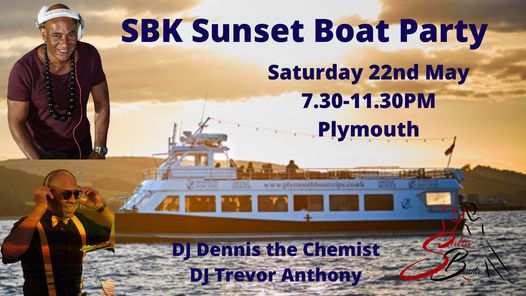 SBK Sunset Boat Party
Saturday 22nd May
7.30-11.30PM
Plymouth
www.plymouthboattrips.co.uk
DJ Dennis the Chemist
DJ Trevor Anthony